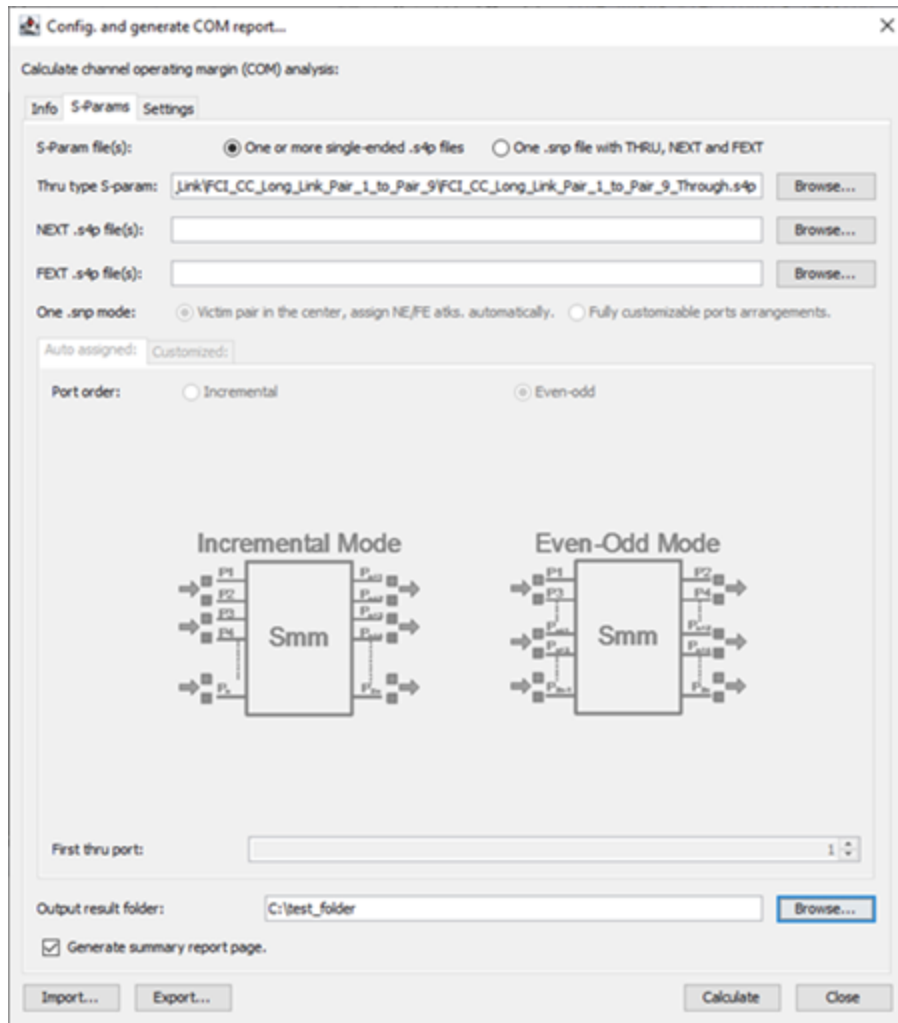 Config. and generate COM report...
Calculate channel operating margin (COM) analysis:
Info S-Params Settings
S-Param file(s): One or more single-ended .s4p files One .snp file with THRU, NEXT and FEXT
Thru type S-param: Link\FCI_CC_Long_Link_Pair_1_to_Pair_9\FCI_CC_Long_Link_Pair_1_to_Pair_9_Through.s4p Browse...
NEXT .s4p file(s): Browse...
FEXT .s4p file(s): Browse...
One .snp mode: Victim pair in the center, assign NE/FE atks. automatically. Fully customizable ports arrangements.
Auto assigned: Customized:
Port order: Incremental Even-odd
Incremental Mode Even-Odd Mode
P1 P1 P2
P2 P3 P4
P3
P4 Smm Smm
First thru port: 1
Output result folder: C:\test_folder Browse...
Generate summary report page.
Import... Export... Calculate Close